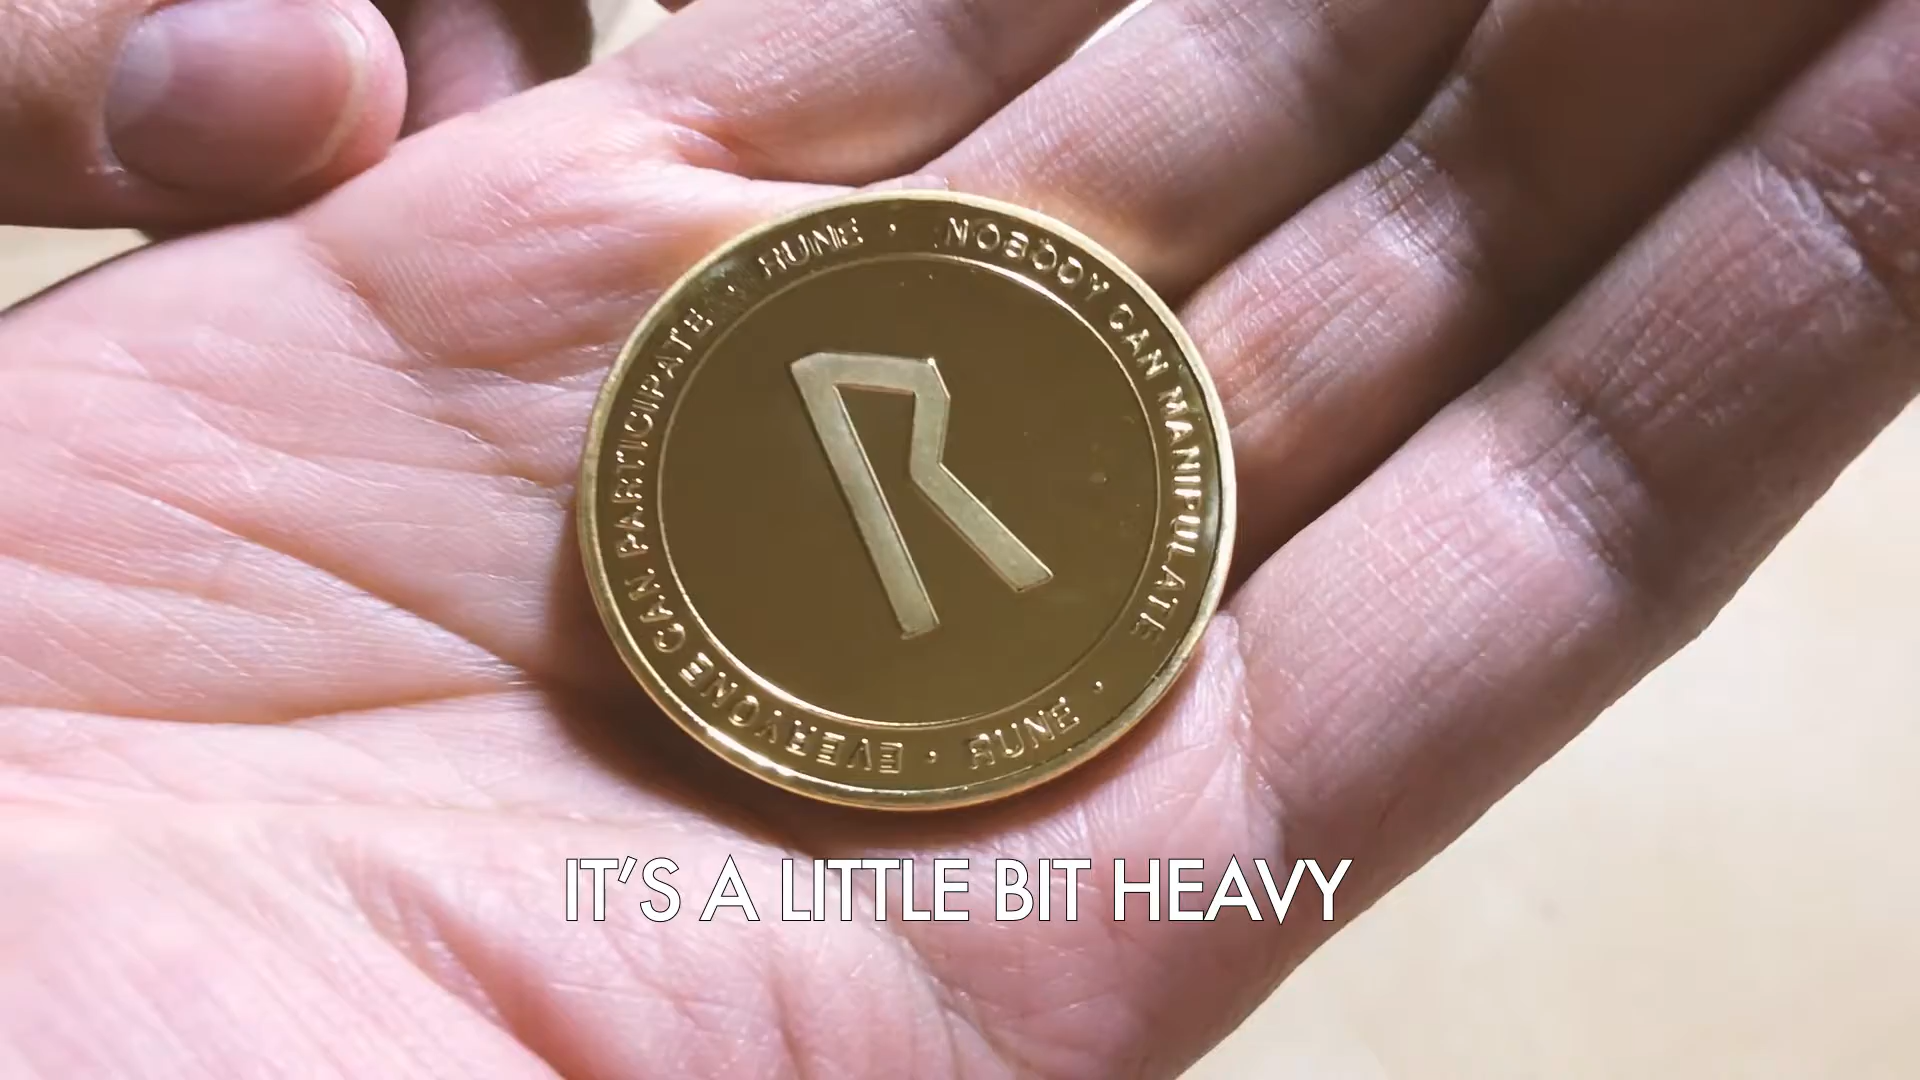 RUNE · NOBODY CAN MANIPULATE · RUNE · EVERYONE CAN PARTICIPATE
R
IT'S A LITTLE BIT HEAVY